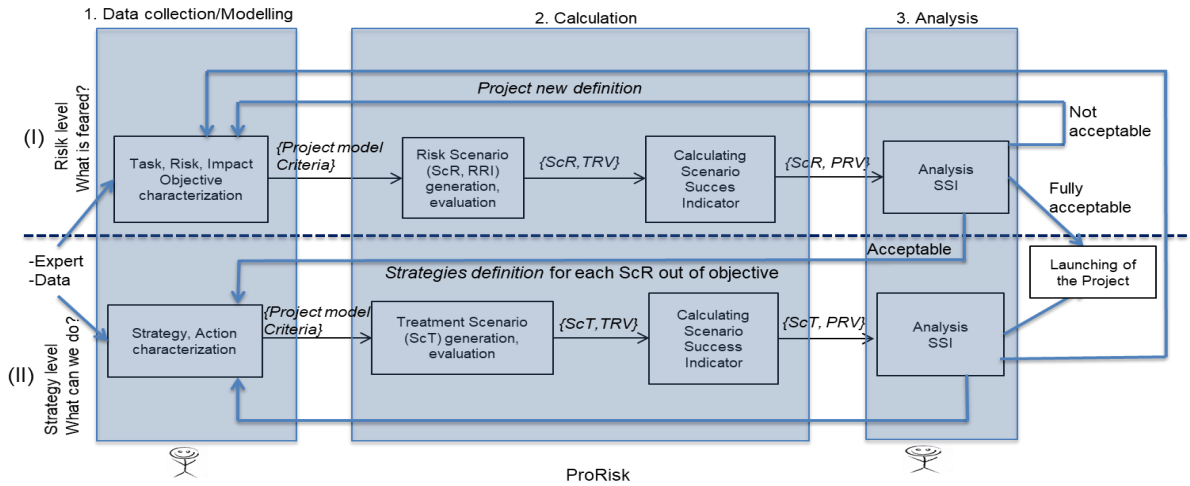 1. Data collection/Modelling
2. Calculation
3. Analysis
Project new definition
Not
acceptable
(I)
Risik level
What is feared?
Task, Risk, Impact
Objective
characterization
{Project model
Criteria}
Risk Scenario
(ScR, RRI)
generation,
evaluation
{ScR,TRV}
Calculating
Scenario
Succes
Indicator
{ScR, PRV}
Analysis
SSI
Fully
acceptable
-Expert
-Data
Acceptable
Strategies definition for each ScR out of objective
Launching of
the Project
(II)
Strategy level
What can we do?
Strategy, Action
characterization
{Project model
Criteria}
Treatment Scenario
(ScT) generation,
evaluation
{ScT,TRV}
Calculating
Scenario
Success
Indicator
{ScT, PRV}
Analysis
SSI
ProRisk